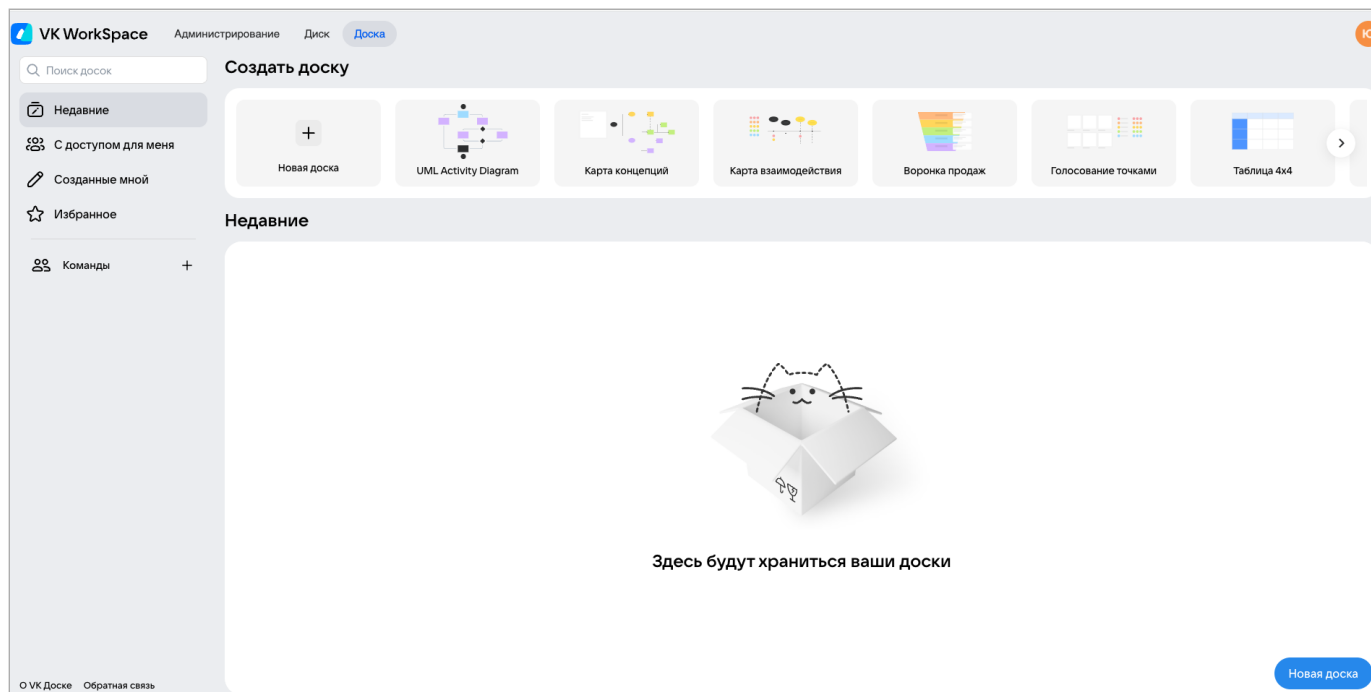 VK WorkSpace Администрирование Диск Доска Ю
Поиск досок
Недавние
С доступом для меня
Созданные мной
Избранное
Команды
О VK Доске Обратная связь
Создать доску
Новая доска UML Activity Diagram Карта концепций Карта взаимодействия Воронка продаж Голосование точками Таблица 4x4
Недавние
Здесь будут храниться ваши доски
Новая доска